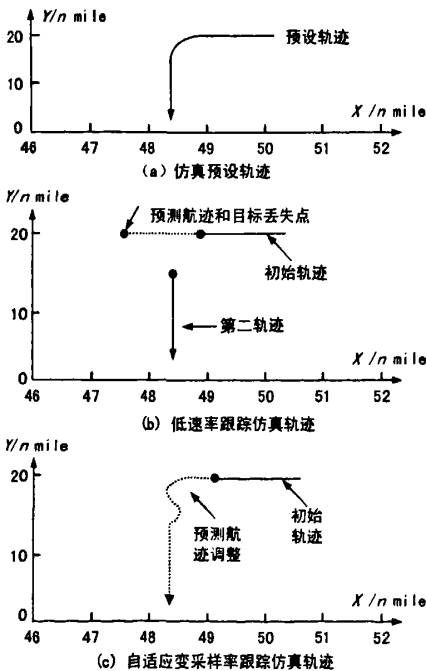 Y/n mile
20
预设轨迹
10
X/n mile
0
46 47 48 49 50 51 52
(a) 仿真预设轨迹
Y/n mile
预测航迹和目标丢失点
20
初始轨迹
10
第二轨迹
X/n mile
0
46 47 48 49 50 51 52
(b) 低速率跟踪仿真轨迹
Y/n mile
20
预测航
迹调整
初始
轨迹
10
X/n mile
0
46 47 48 49 50 51 52
(c) 自适应变采样率跟踪仿真轨迹